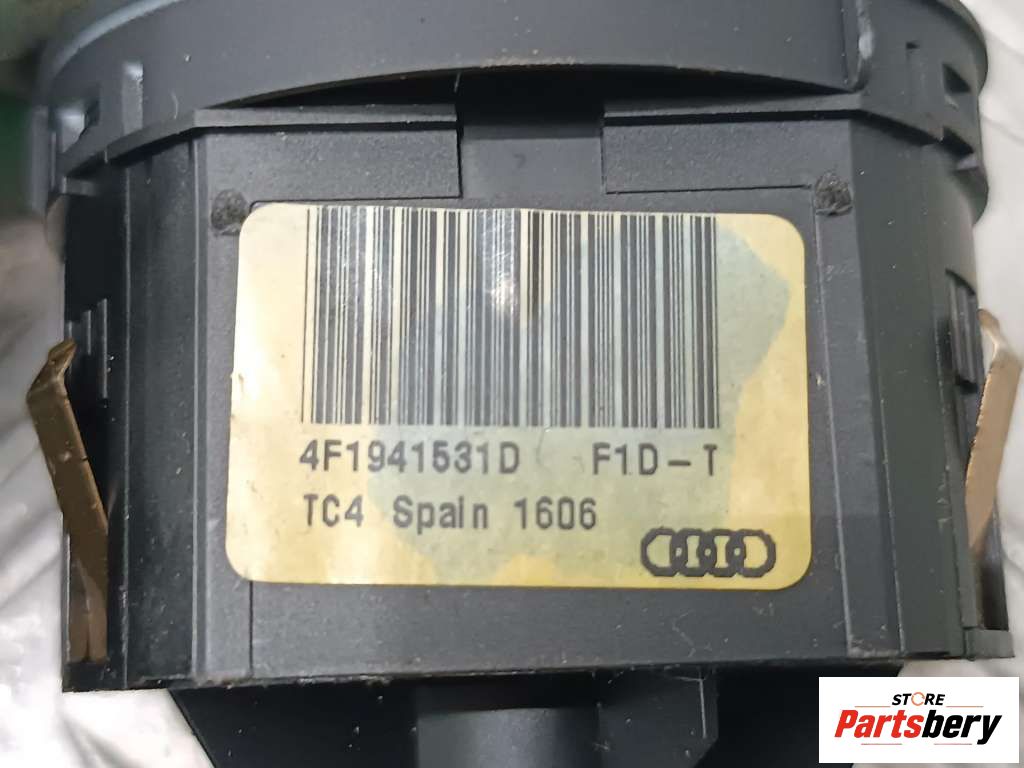 4F1941531D F1D-T
TC4 Spain 1606
STORE
Partsbery